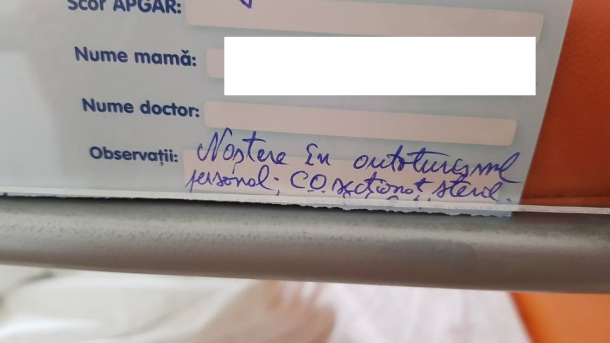 Scor APGAR:
Nume mamă:
Nume doctor:
Observații: Naștere în autoturismul
personal; CO secționat steril.